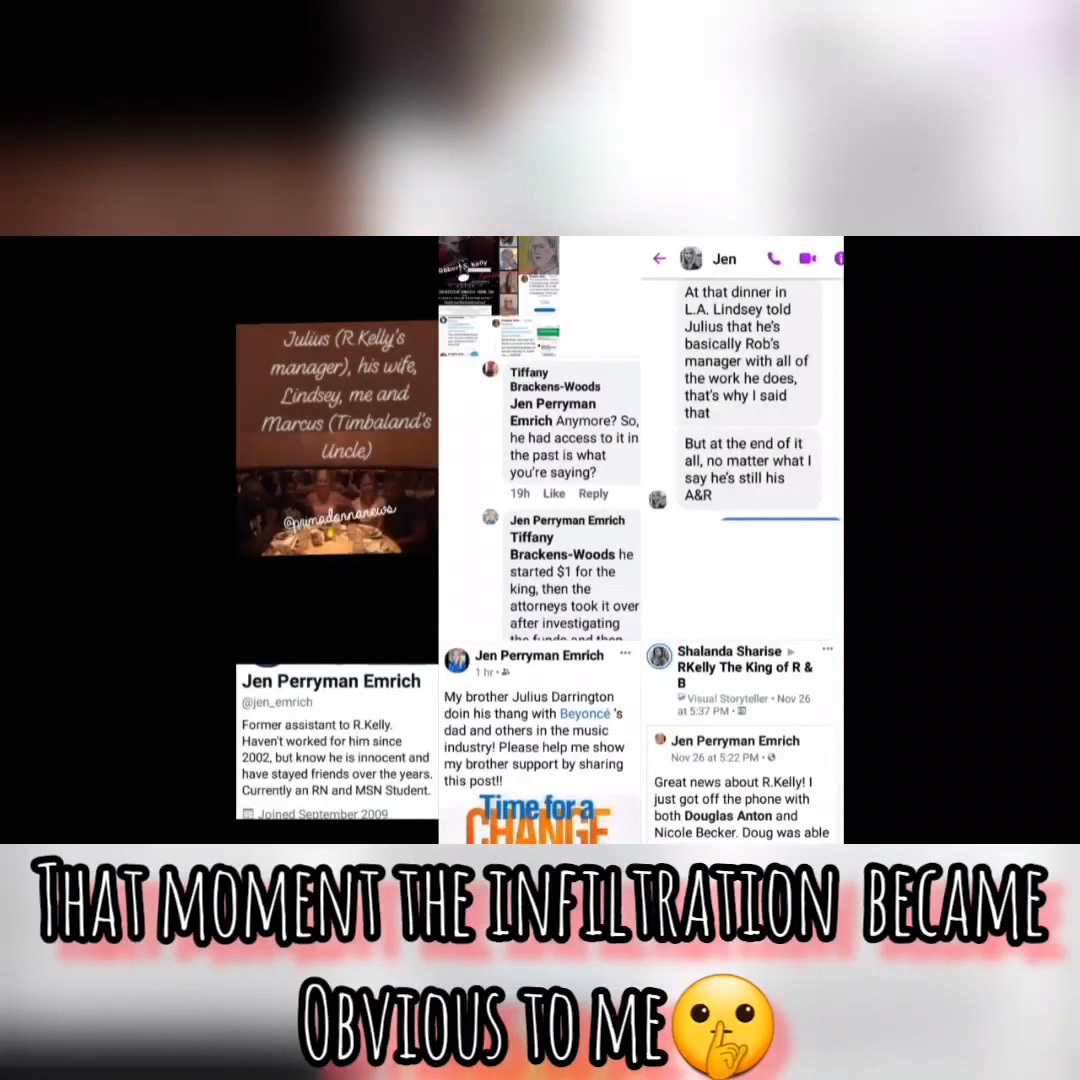 Julius (R.Kelly's
manager), his wife,
Lindsey, me and
Marcus (Timbaland's
Uncle)
@primadonnanews
Jen Perryman Emrich
@jen_emrich
Former assistant to R.Kelly.
Haven't worked for him since
2002, but know he is innocent and
have stayed friends over the years.
Currently an RN and MSN Student.
Joined September 2009
Tiffany
Brackens-Woods
Jen Perryman
Emrich Anymore? So,
he had access to it in
the past is what
you're saying?
19h Like Reply
Jen Perryman Emrich
Tiffany
Brackens-Woods he
started $1 for the
king, then the
attorneys took it over
after investigating
the funds and then
Jen Perryman Emrich
1 hr
My brother Julius Darrington
doin his thang with Beyoncé 's
dad and others in the music
industry! Please help me show
my brother support by sharing
this post!!
Time for a
CHANGE
Jen
At that dinner in
L.A. Lindsey told
Julius that he's
basically Rob's
manager with all of
the work he does,
that's why I said
that
But at the end of it
all, no matter what I
say he's still his
A&R
Shalanda Sharise
RKelly The King of R &
B
Visual Storyteller • Nov 26
at 5:37 PM
Jen Perryman Emrich
Nov 26 at 5:22 PM
Great news about R.Kelly! I
just got off the phone with
both Douglas Anton and
Nicole Becker. Doug was able
THAT MOMENT THE INFILTRATION BECAME
OBVIOUS TO ME🤫